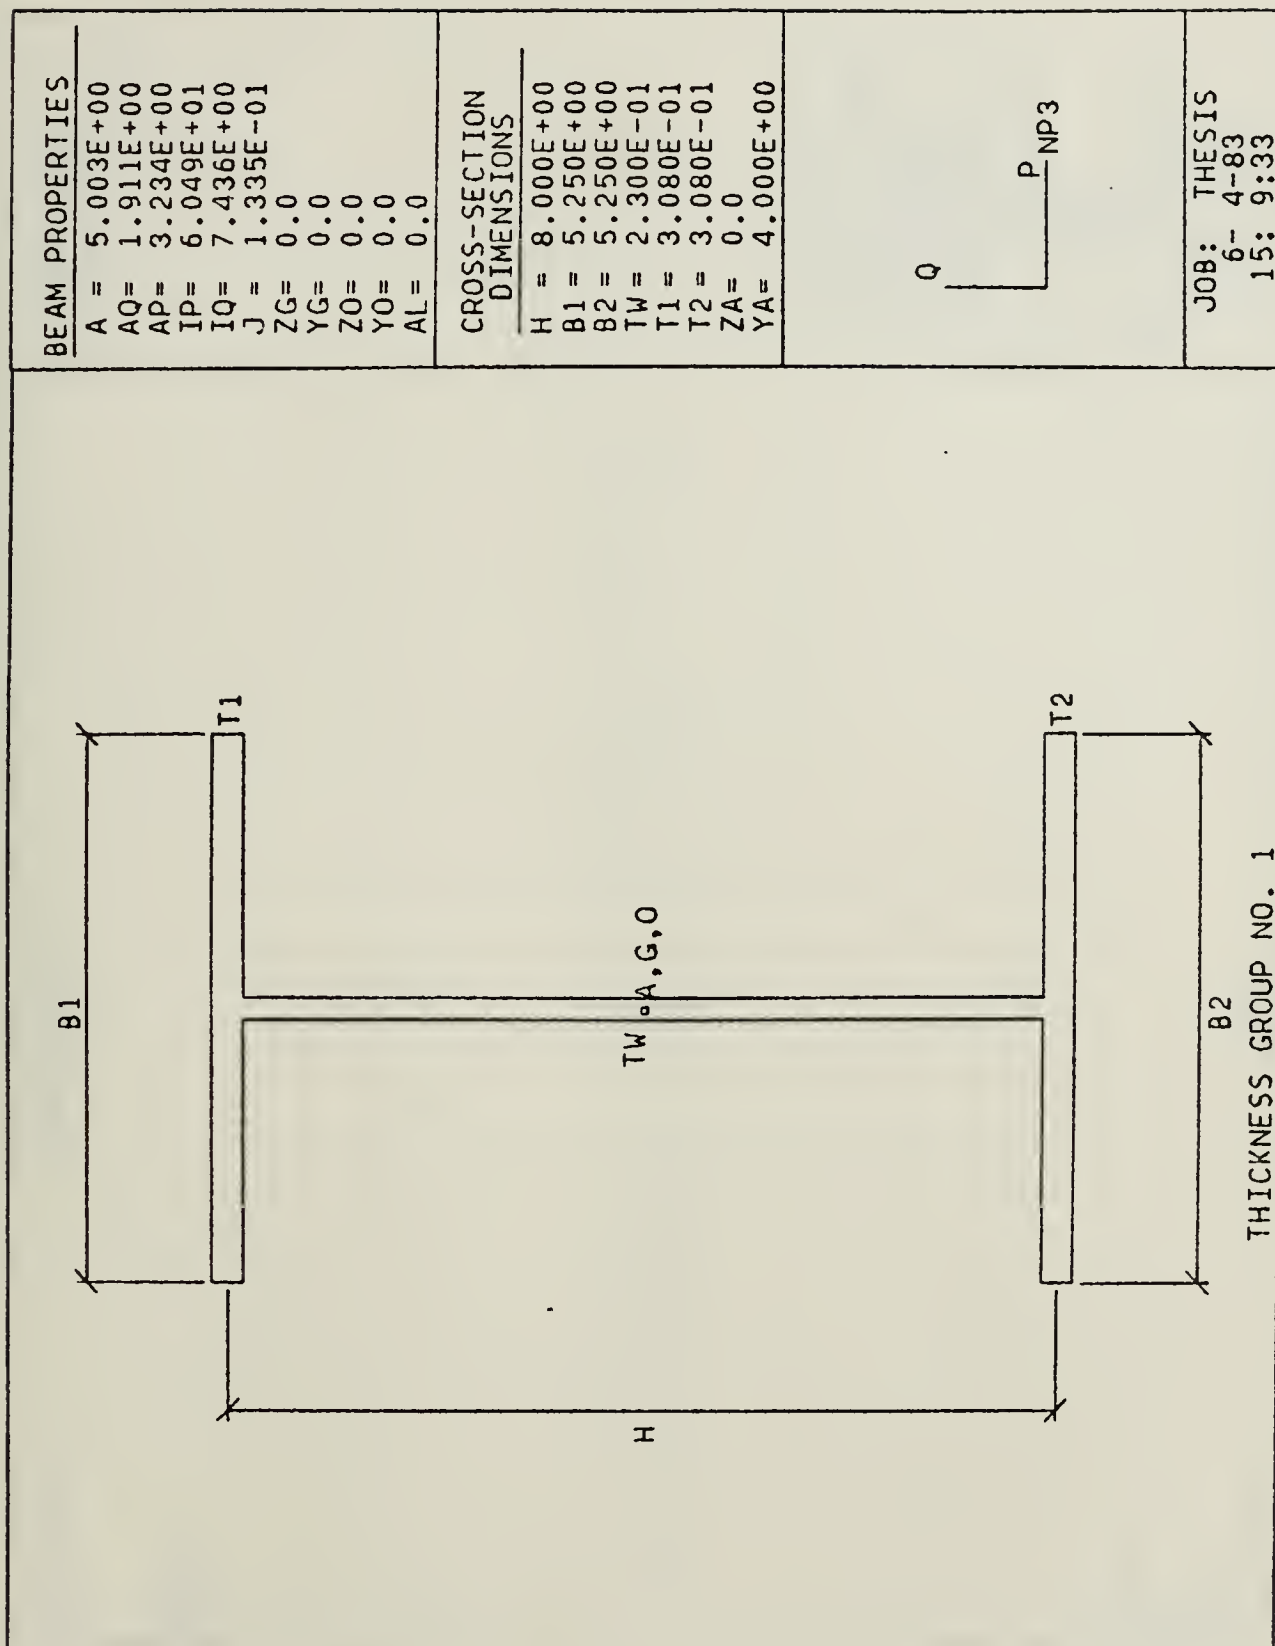 BEAM PROPERTIES
A = 5.003E+00
AQ= 1.911E+00
AP= 3.234E+00
IP= 6.049E+01
IQ= 7.436E+00
J = 1.335E-01
ZG= 0.0
YG= 0.0
ZO= 0.0
YO= 0.0
AL= 0.0
CROSS-SECTION
DIMENSIONS
H = 8.000E+00
B1 = 5.250E+00
B2 = 5.250E+00
TW = 2.300E-01
T1 = 3.080E-01
T2 = 3.080E-01
ZA= 0.0
YA= 4.000E+00
Q
P
NP3
JOB: THESIS
6- 4-83
15: 9:33
B1
T1
TW
A,G,O
H
T2
B2
THICKNESS GROUP NO. 1